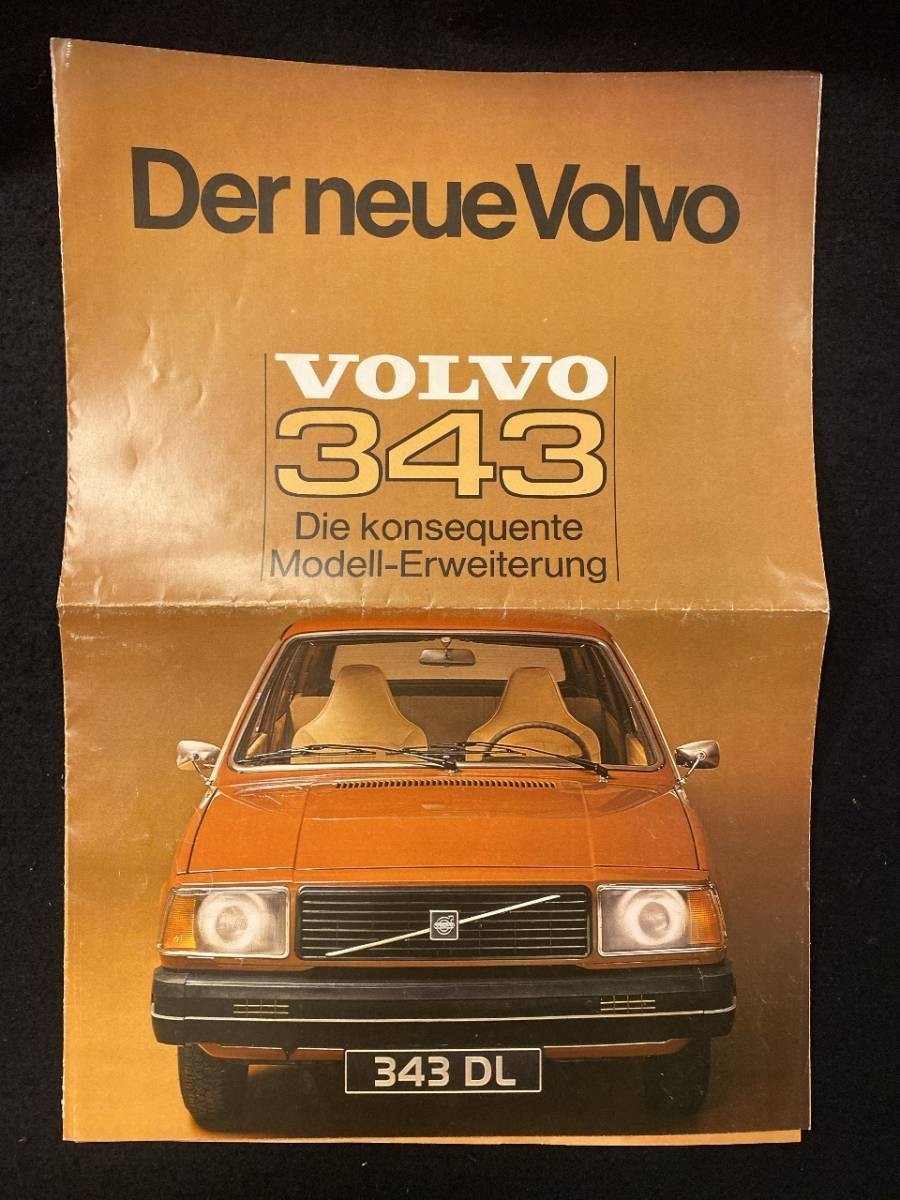 Der neue Volvo
VOLVO
343
Die konsequente
Modell-Erweiterung
343 DL